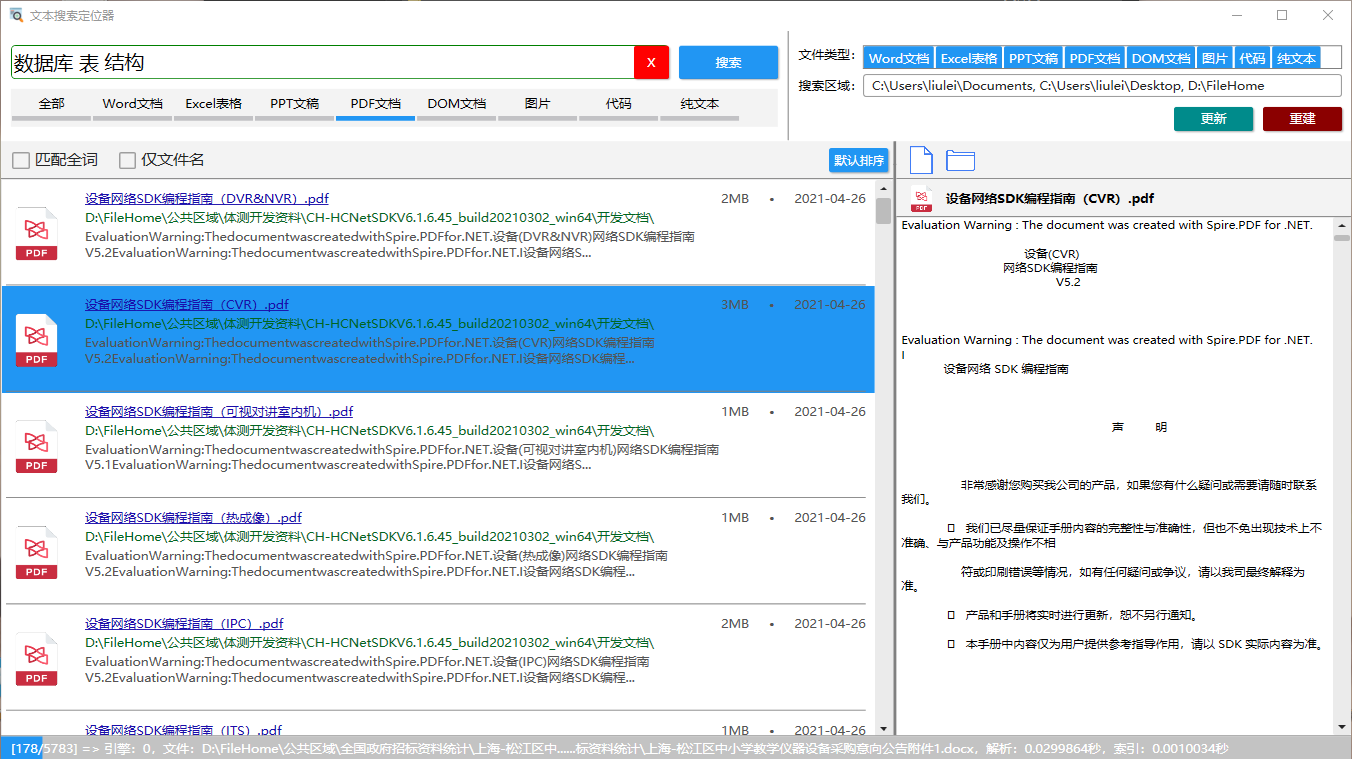 文本搜索定位器
数据库 表 结构
X
搜索
全部 Word文档 Excel表格 PPT文稿 PDF文档 DOM文档 图片 代码 纯文本
文件类型： Word文档 Excel表格 PPT文稿 PDF文档 DOM文档 图片 代码 纯文本
搜索区域： C:\Users\liulei\Documents, C:\Users\liulei\Desktop, D:\FileHome
更新 重建
匹配全词 仅文件名 默认排序
设备网络SDK编程指南（DVR&NVR）.pdf 2MB • 2021-04-26
D:\FileHome\公共区域\体测开发资料\CH-HCNetSDKV6.1.6.45_build20210302_win64\开发文档\
EvaluationWarning:ThedocumentwascreatedwithSpire.PDFfor.NET.设备(DVR&NVR)网络SDK编程指南
V5.2EvaluationWarning:ThedocumentwascreatedwithSpire.PDFfor.NET.I设备网络S...
PDF
设备网络SDK编程指南（CVR）.pdf 3MB • 2021-04-26
D:\FileHome\公共区域\体测开发资料\CH-HCNetSDKV6.1.6.45_build20210302_win64\开发文档\
EvaluationWarning:ThedocumentwascreatedwithSpire.PDFfor.NET.设备(CVR)网络SDK编程指南
V5.2EvaluationWarning:ThedocumentwascreatedwithSpire.PDFfor.NET.I设备网络SDK编程...
PDF
设备网络SDK编程指南（可视对讲室内机）.pdf 1MB • 2021-04-26
D:\FileHome\公共区域\体测开发资料\CH-HCNetSDKV6.1.6.45_build20210302_win64\开发文档\
EvaluationWarning:ThedocumentwascreatedwithSpire.PDFfor.NET.设备(可视对讲室内机)网络SDK编程指南
V5.1EvaluationWarning:ThedocumentwascreatedwithSpire.PDFfor.NET.I设备网络S...
PDF
设备网络SDK编程指南（热成像）.pdf 1MB • 2021-04-26
D:\FileHome\公共区域\体测开发资料\CH-HCNetSDKV6.1.6.45_build20210302_win64\开发文档\
EvaluationWarning:ThedocumentwascreatedwithSpire.PDFfor.NET.设备(热成像)网络SDK编程指南
V5.2EvaluationWarning:ThedocumentwascreatedwithSpire.PDFfor.NET.I设备网络SDK编程...
PDF
设备网络SDK编程指南（IPC）.pdf 2MB • 2021-04-26
D:\FileHome\公共区域\体测开发资料\CH-HCNetSDKV6.1.6.45_build20210302_win64\开发文档\
EvaluationWarning:ThedocumentwascreatedwithSpire.PDFfor.NET.设备(IPC)网络SDK编程指南
V5.2EvaluationWarning:ThedocumentwascreatedwithSpire.PDFfor.NET.I设备网络SDK编程...
PDF
设备网络SDK编程指南（ITS）.pdf 1MB • 2021-04-26
PDF 设备网络SDK编程指南（CVR）.pdf
Evaluation Warning : The document was created with Spire.PDF for .NET.
设备(CVR)
网络SDK编程指南
V5.2
Evaluation Warning : The document was created with Spire.PDF for .NET.
I
设备网络 SDK 编程指南
声 明
非常感谢您购买我公司的产品，如果您有什么疑问或需要请随时联系
我们。
我们已尽量保证手册内容的完整性与准确性，但也不免出现技术上不
准确、与产品功能及操作不相
符或印刷错误等情况，如有任何疑问或争议，请以我司最终解释为
准。
产品和手册将实时进行更新，恕不另行通知。
本手册中内容仅为用户提供参考指导作用，请以 SDK 实际内容为准。
[178/5783] => 引擎：0，文件：D:\FileHome\公共区域\全国政府招标资料统计\上海-松江区中......标资料统计\上海-松江区中小学教学仪器设备采购意向公告附件1.docx，解析：0.0299864秒，索引：0.0010034秒